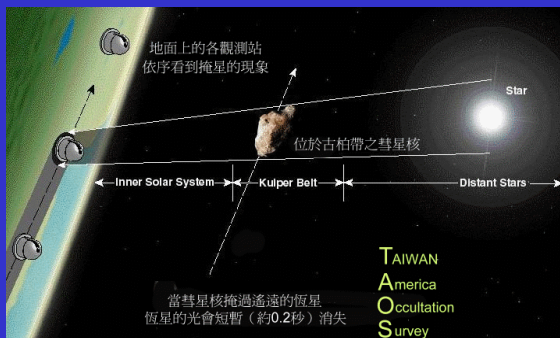 地面上的各觀測站
依序看到掩星的現象
Star
位於古柏帶之彗星核
Inner Solar System
Kuiper Belt
Distant Stars
TAIWAN
America
Occultation
Survey
當彗星核掩過遙遠的恆星
恆星的光會短暫（約0.2秒）消失